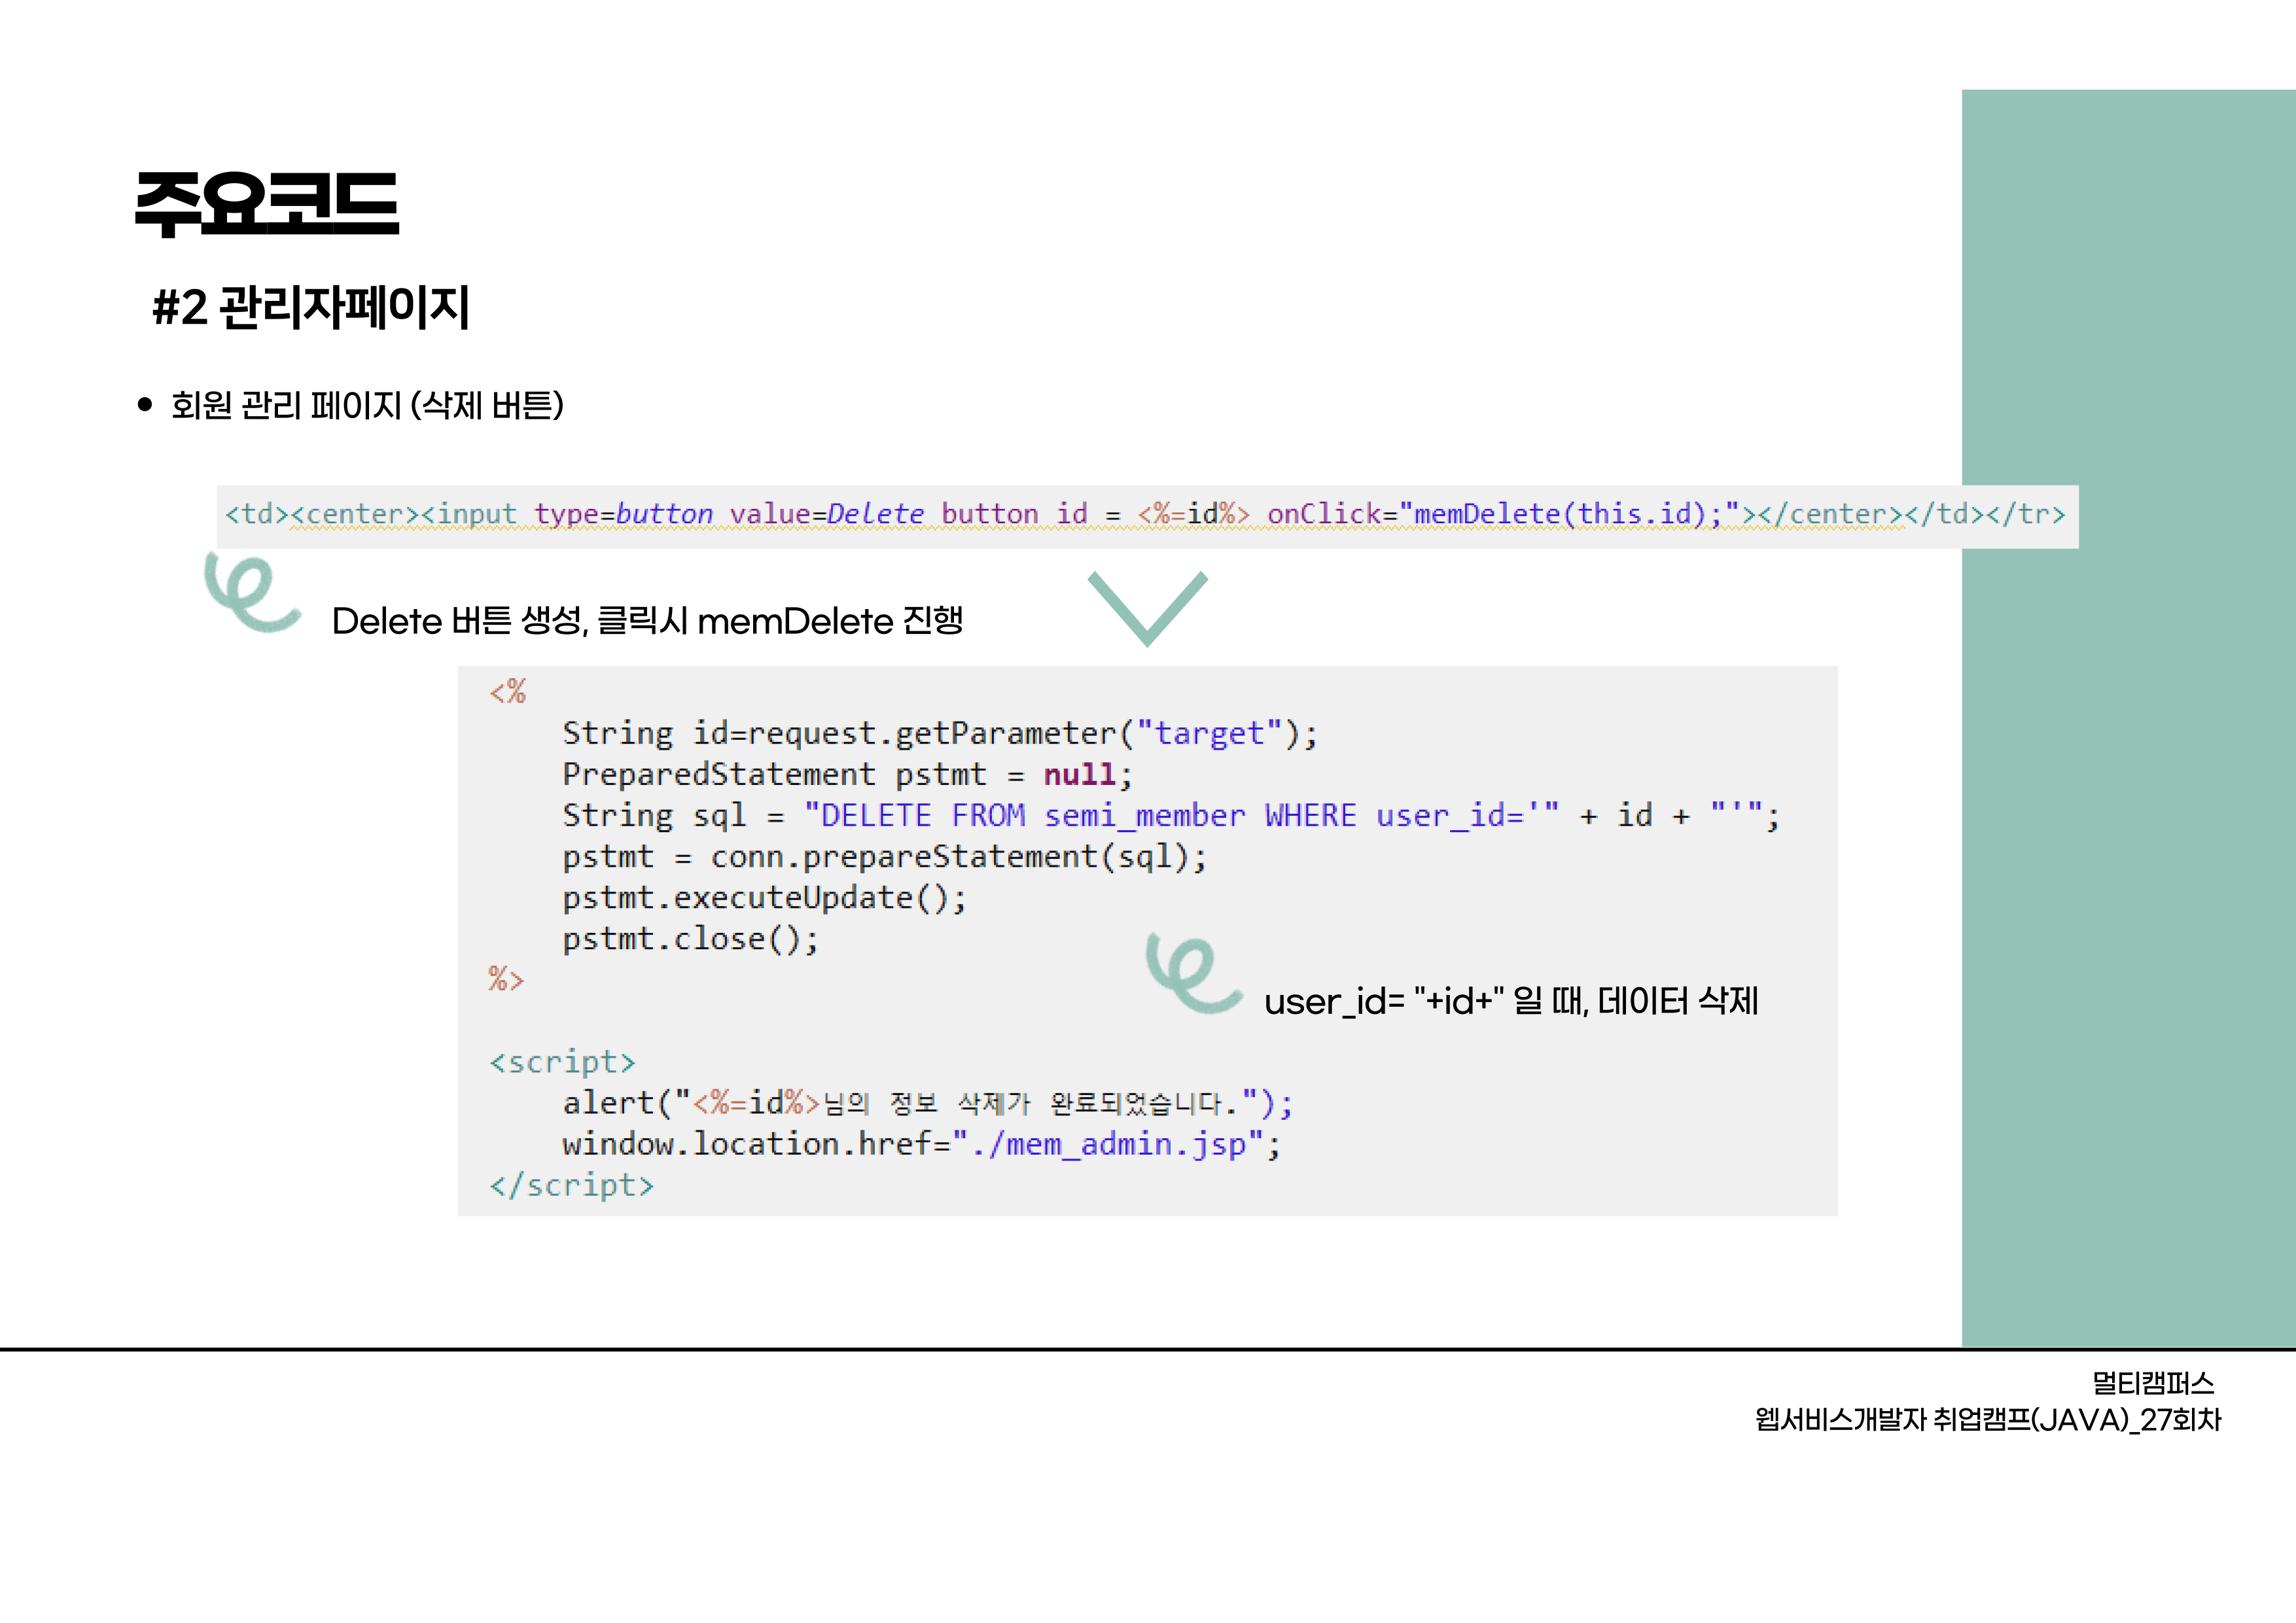 주요코드
#2 관리자페이지
• 회원 관리 페이지 (삭제 버튼)
<td><center><input type=button value=Delete button id = <%=id%> onClick="memDelete(this.id);"></center></td></tr>
Delete 버튼 생성, 클릭시 memDelete 진행
<%
    String id=request.getParameter("target");
    PreparedStatement pstmt = null;
    String sql = "DELETE FROM semi_member WHERE user_id='" + id + "'";
    pstmt = conn.prepareStatement(sql);
    pstmt.executeUpdate();
    pstmt.close();
%>
user_id= "+id+" 일 때, 데이터 삭제
<script>
    alert("<%=id%>님의 정보 삭제가 완료되었습니다.");
    window.location.href="./mem_admin.jsp";
</script>
멀티캠퍼스
웹서비스개발자 취업캠프(JAVA)_27회차